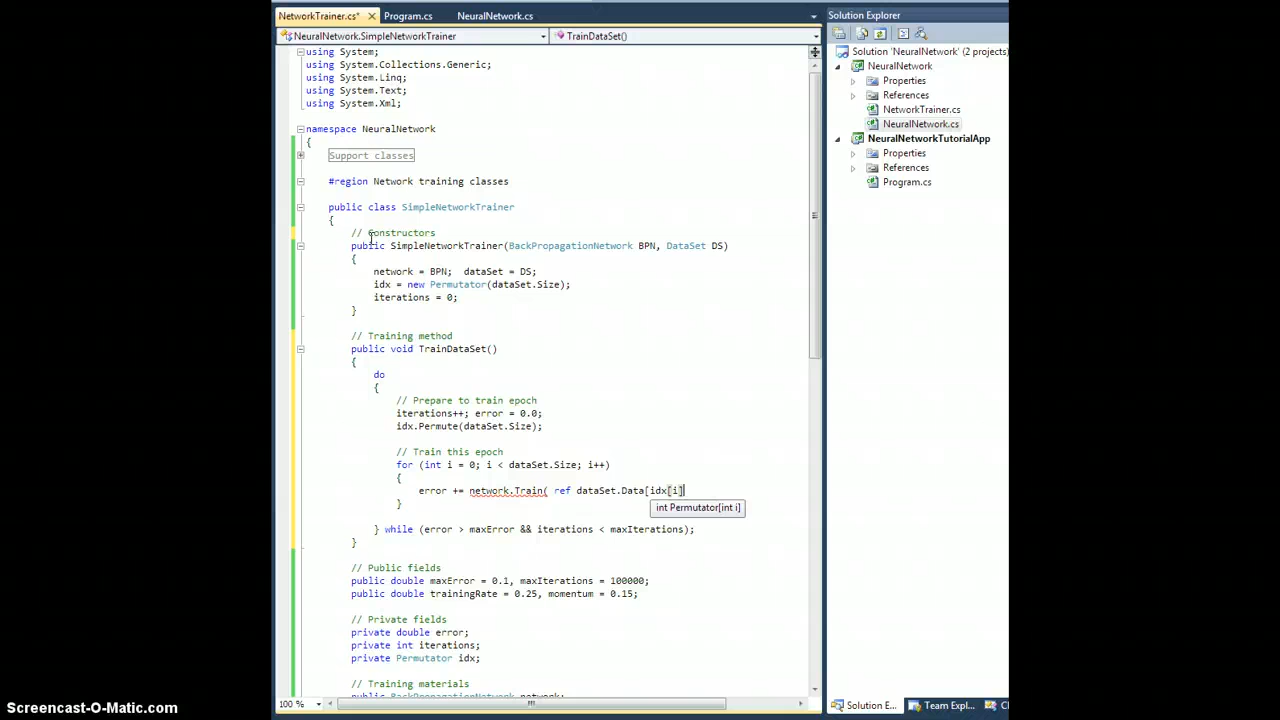 NetworkTrainer.cs* Program.cs NeuralNetwork.cs
NeuralNetwork.SimpleNetworkTrainer TrainDataSet()
using System;
using System.Collections.Generic;
using System.Linq;
using System.Text;
using System.Xml;
namespace NeuralNetwork
{
Support classes
#region Network training classes
public class SimpleNetworkTrainer
{
// Constructors
public SimpleNetworkTrainer(BackPropagationNetwork BPN, DataSet DS)
{
network = BPN; dataSet = DS;
idx = new Permutator(dataSet.Size);
iterations = 0;
}
// Training method
public void TrainDataSet()
{
do
{
// Prepare to train epoch
iterations++; error = 0.0;
idx.Permute(dataSet.Size);
// Train this epoch
for (int i = 0; i < dataSet.Size; i++)
{
error += network.Train( ref dataSet.Data[idx[i]
int Permutator[int i]
}
} while (error > maxError && iterations < maxIterations);
}
// Public fields
public double maxError = 0.1, maxIterations = 100000;
public double trainingRate = 0.25, momentum = 0.15;
// Private fields
private double error;
private int iterations;
private Permutator idx;
// Training materials
public BackPropagationNetwork network;
100 %
Solution Explorer
Solution 'NeuralNetwork' (2 projects)
NeuralNetwork
Properties
References
NetworkTrainer.cs
NeuralNetwork.cs
NeuralNetworkTutorialApp
Properties
References
Program.cs
Solution E... Team Expl...
Screencast-O-Matic.com